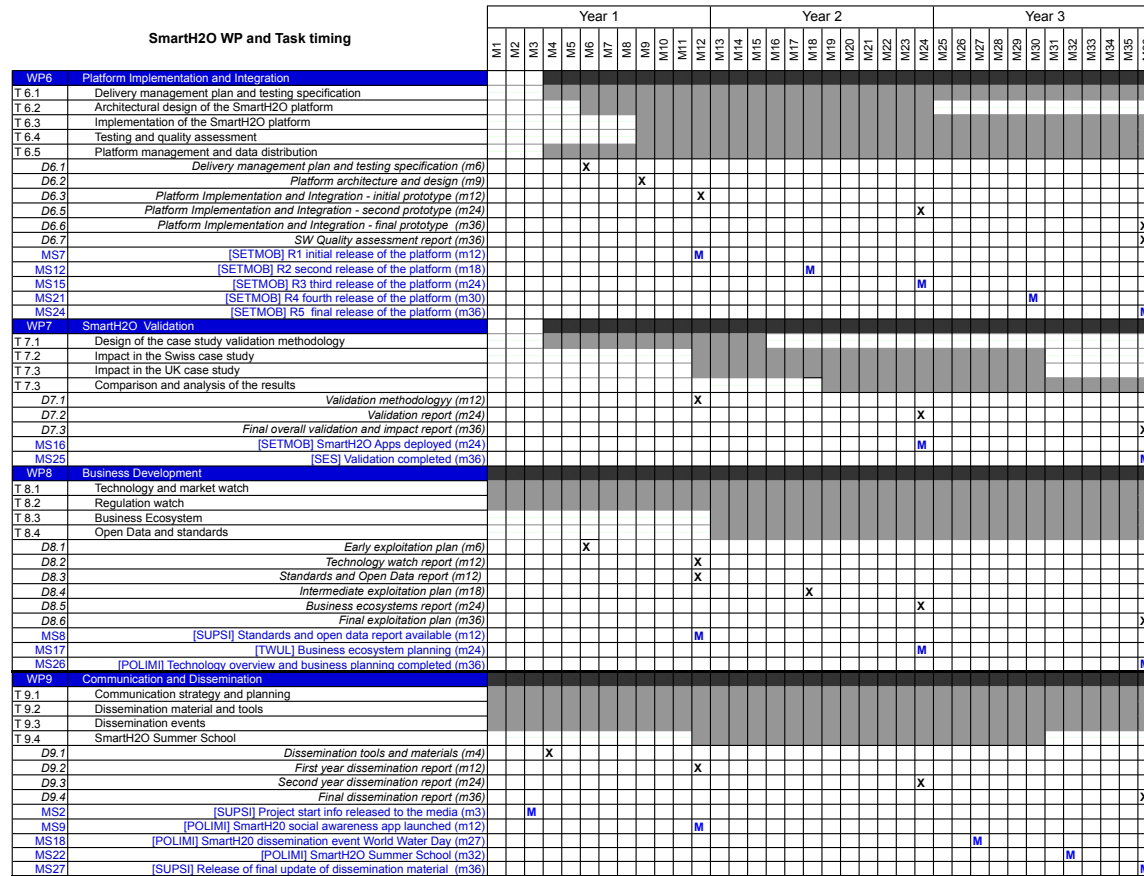 Year 1 Year 2 Year 3
SmartH2O WP and Task timing
M1 M2 M3 M4 M5 M6 M7 M8 M9 M10 M11 M12 M13 M14 M15 M16 M17 M18 M19 M20 M21 M22 M23 M24 M25 M26 M27 M28 M29 M30 M31 M32 M33 M34 M35
WP6 Platform Implementation and Integration
T 6.1 Delivery management plan and testing specification
T 6.2 Architectural design of the SmartH2O platform
T 6.3 Implementation of the SmartH2O platform
T 6.4 Testing and quality assessment
T 6.5 Platform management and data distribution
D6.1 Delivery management plan and testing specification (m6) X
D6.2 Platform architecture and design (m9) X
D6.3 Platform Implementation and Integration - initial prototype (m12) X
D6.5 Platform Implementation and Integration - second prototype (m24) X
D6.6 Platform Implementation and Integration - final prototype (m36) X
D6.7 SW Quality assessment report (m36) X
MS7 [SETMOB] R1 initial release of the platform (m12) M
MS12 [SETMOB] R2 second release of the platform (m18) M
MS15 [SETMOB] R3 third release of the platform (m24) M
MS21 [SETMOB] R4 fourth release of the platform (m30) M
MS24 [SETMOB] R5 final release of the platform (m36) M
WP7 SmartH2O Validation
T 7.1 Design of the case study validation methodology
T 7.2 Impact in the Swiss case study
T 7.3 Impact in the UK case study
T 7.3 Comparison and analysis of the results
D7.1 Validation methodologyy (m12) X
D7.2 Validation report (m24) X
D7.3 Final overall validation and impact report (m36) X
MS16 [SETMOB] SmartH2O Apps deployed (m24) M
MS25 [SES] Validation completed (m36) M
WP8 Business Development
T 8.1 Technology and market watch
T 8.2 Regulation watch
T 8.3 Business Ecosystem
T 8.4 Open Data and standards
D8.1 Early exploitation plan (m6) X
D8.2 Technology watch report (m12) X
D8.3 Standards and Open Data report (m12) X
D8.4 Intermediate exploitation plan (m18) X
D8.5 Business ecosystems report (m24) X
D8.6 Final exploitation plan (m36) X
MS8 [SUPSI] Standards and open data report available (m12) M
MS17 [TWUL] Business ecosystem planning (m24) M
MS26 [POLIMI] Technology overview and business planning completed (m36) M
WP9 Communication and Dissemination
T 9.1 Communication strategy and planning
T 9.2 Dissemination material and tools
T 9.3 Dissemination events
T 9.4 SmartH2O Summer School
D9.1 Dissemination tools and materials (m4) X
D9.2 First year dissemination report (m12) X
D9.3 Second year dissemination report (m24) X
D9.4 Final dissemination report (m36) X
MS2 [SUPSI] Project start info released to the media (m3) M
MS9 [POLIMI] SmartH20 social awareness app launched (m12) M
MS18 [POLIMI] SmartH20 dissemination event World Water Day (m27) M
MS22 [POLIMI] SmartH2O Summer School (m32) M
MS27 [SUPSI] Release of final update of dissemination material (m36) M